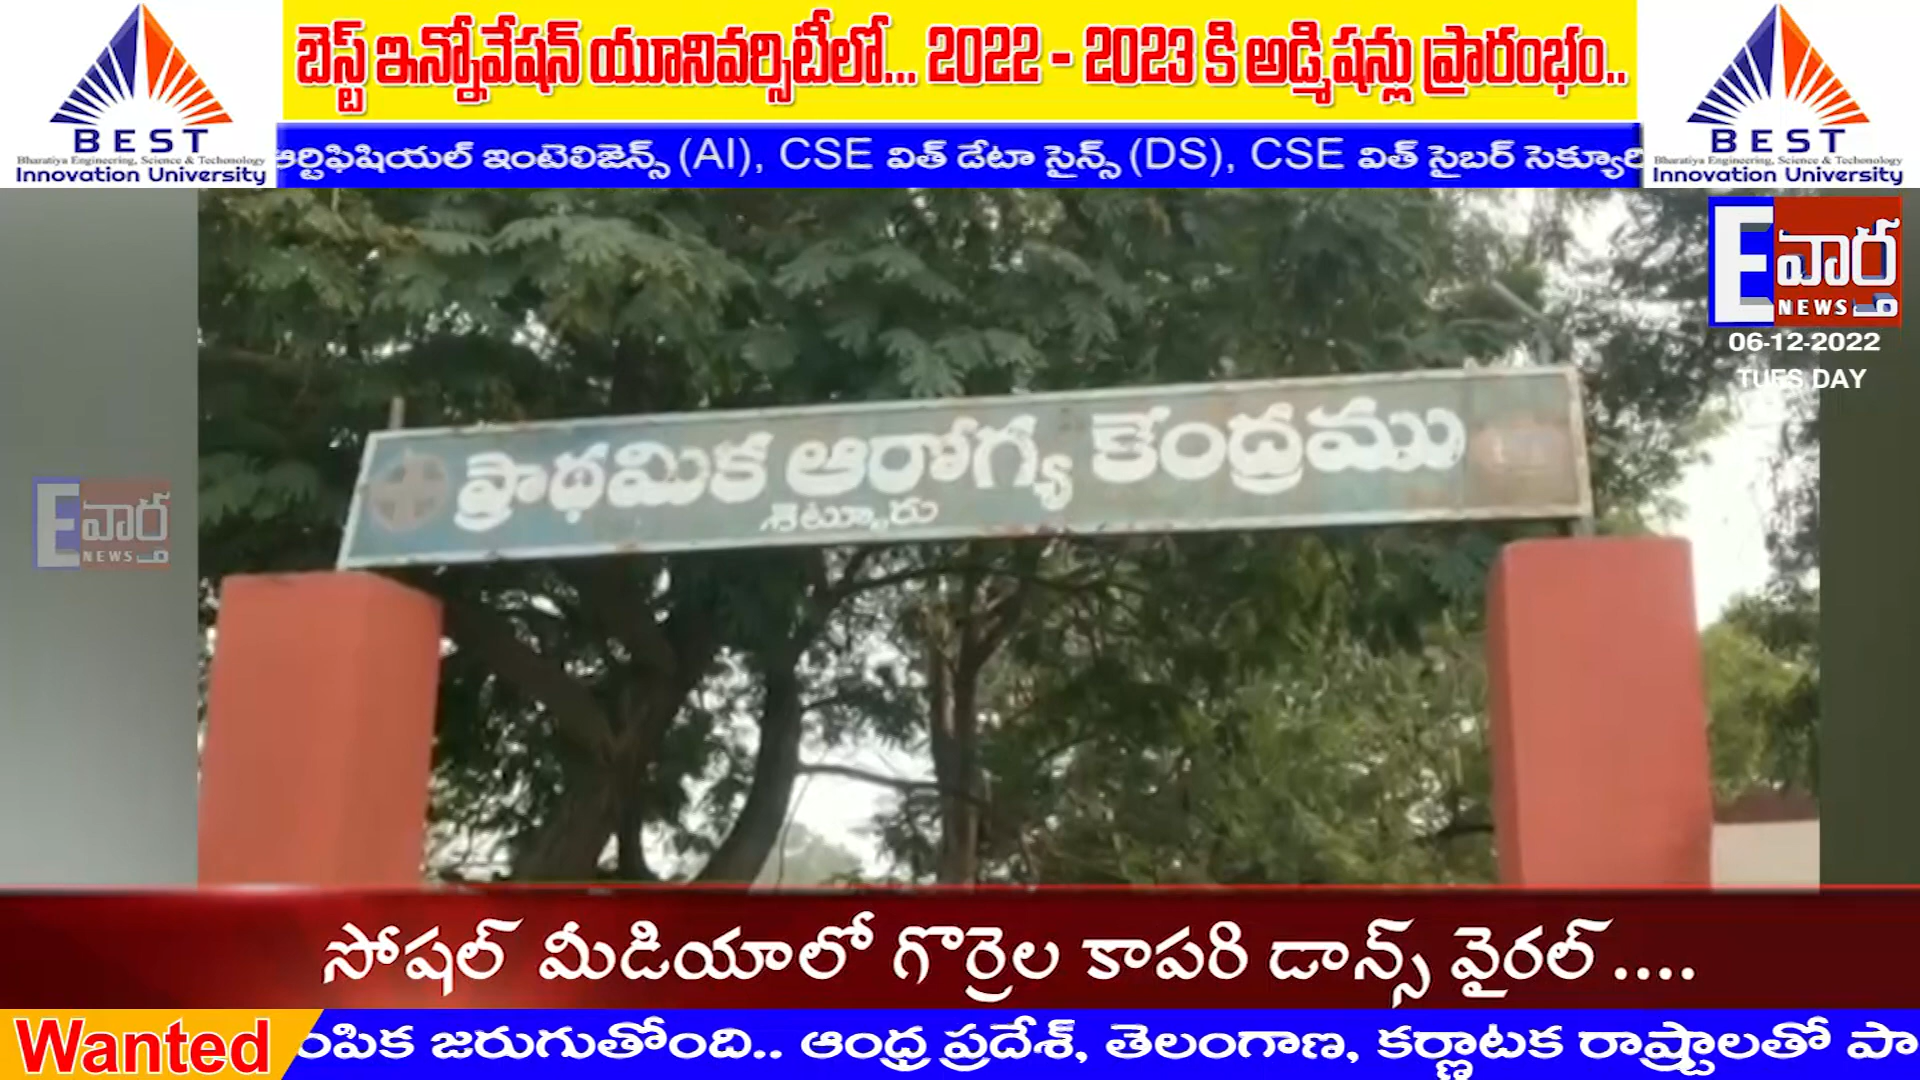 బెస్ట్ ఇన్నోవేషన్ యూనివర్సిటీలో... 2022 - 2023 కి అడ్మిషన్లు ప్రారంభం..
BEST
Bharatiya Engineering, Science & Techonology
Innovation University
ఆర్టిఫిషియల్ ఇంటెలిజెన్స్ (AI), CSE విత్ డేటా సైన్స్ (DS), CSE విత్ సైబర్ సెక్యూరి
BEST
Bharatiya Engineering, Science & Techonology
Innovation University
E వార్త
NEWS
06-12-2022
TUES DAY
ప్రాథమిక ఆరోగ్య కేంద్రము
శెట్టూరు
E వార్త
NEWS
సోషల్ మీడియాలో గొర్రెల కాపరి డాన్స్ వైరల్....
Wanted
ంపిక జరుగుతోంది.. ఆంధ్ర ప్రదేశ్, తెలంగాణ, కర్ణాటక రాష్ట్రాలతో పా